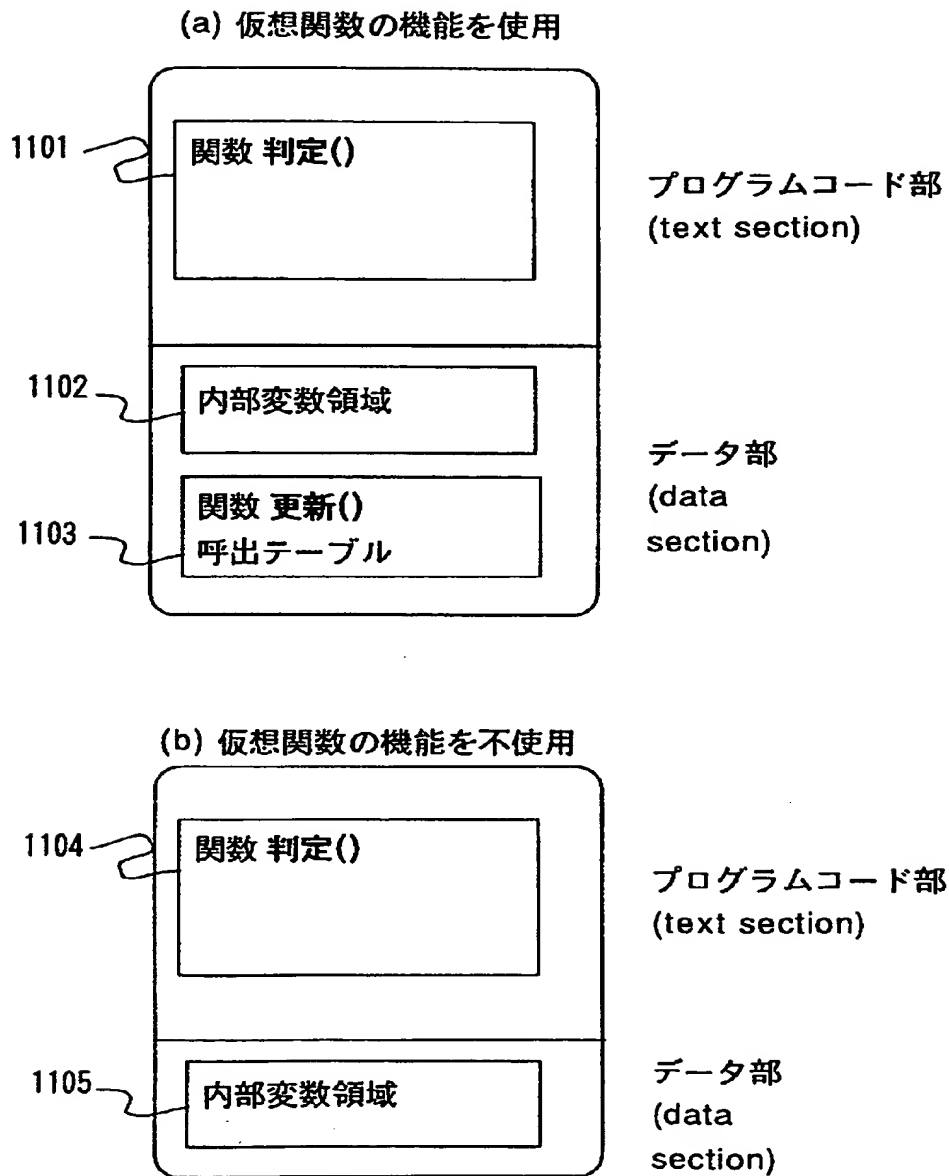 (a) 仮想関数の機能を使用
1101
関数 判定()
プログラムコード部
(text section)
1102
内部変数領域
データ部
(data
section)
1103
関数 更新()
呼出テーブル
(b) 仮想関数の機能を不使用
1104
関数 判定()
プログラムコード部
(text section)
1105
内部変数領域
データ部
(data
section)